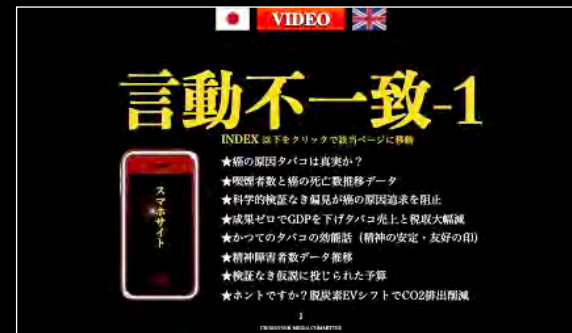 VIDEO
言動不一致-1
INDEX 以下をクリックで該当ページに移動
★癌の原因タバコは真実か？
★喫煙者数と癌の死亡数推移データ
★科学的検証なき偏見が癌の原因追求を阻止
★成果ゼロでGDPを下げタバコ売上と税収大幅減
★かつてのタバコの効能話（精神の安定・友好の印）
★精神障害者数データ推移
★検証なき仮説に投じられた予算
★ホントですか？脱炭素EVシフトでCO2排出削減
スマホサイト
1